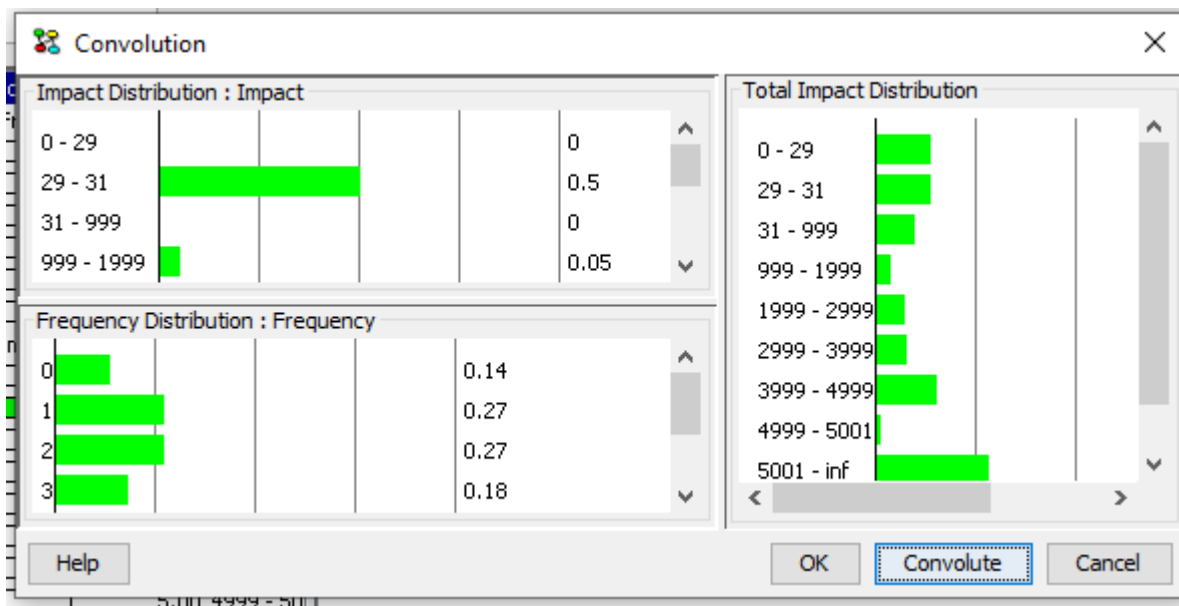 Convolution
Impact Distribution : Impact
0 - 29 0
29 - 31 0.5
31 - 999 0
999 - 1999 0.05
Frequency Distribution : Frequency
0 0.14
1 0.27
2 0.27
3 0.18
Total Impact Distribution
0 - 29
29 - 31
31 - 999
999 - 1999
1999 - 2999
2999 - 3999
3999 - 4999
4999 - 5001
5001 - inf
Help OK Convolute Cancel